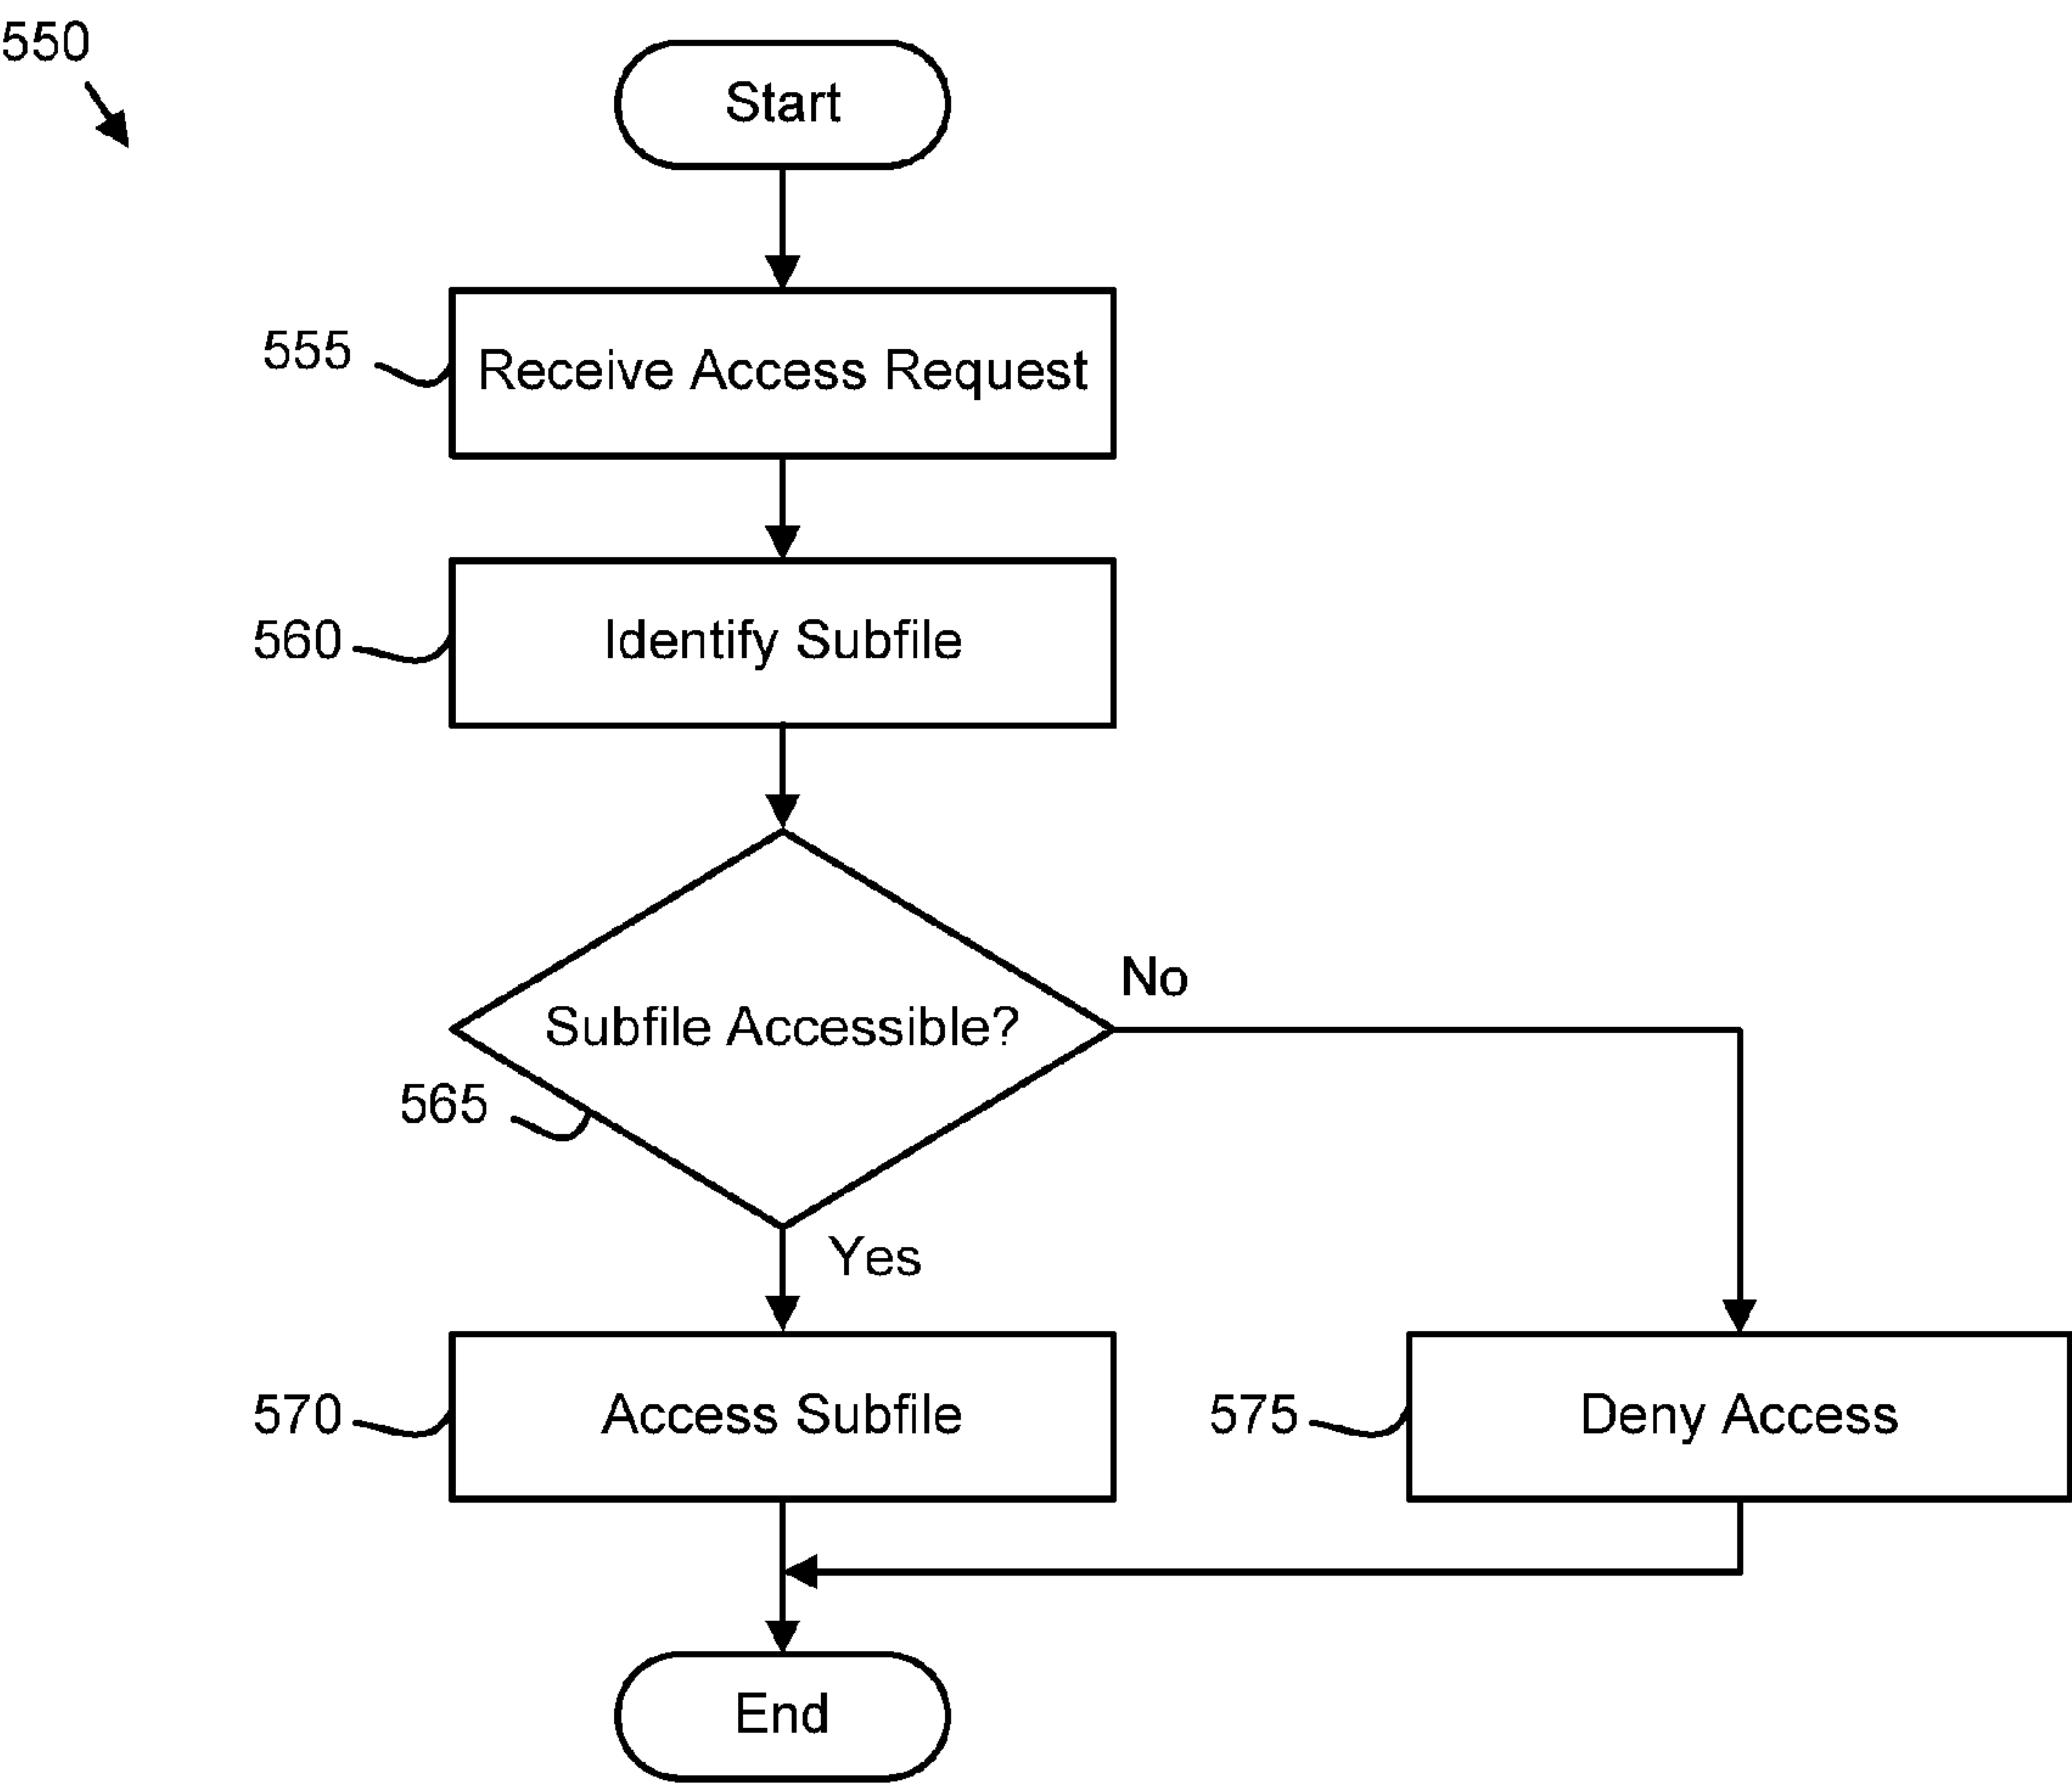 550
Start
555
Receive Access Request
560
Identify Subfile
Subfile Accessible?
No
565
Yes
570
Access Subfile
575
Deny Access
End